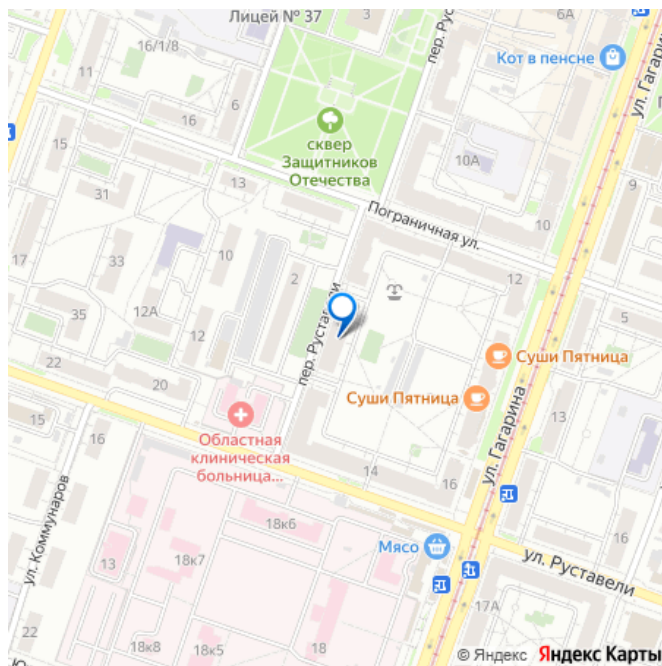 Лицей № 37
3
6А
16/1/8
пер. Рус
Кот в пенсне
ул. Гагари
11
6
сквер
Защитников
Отечества
15
10А
13
9
31
Пограничная ул.
10
10
17
33
2
12
35
12А
пер. Руставели
5
12
Суши Пятница
22
20
Суши Пятница
15
16
Областная
клиническая
больница...
13
ул. Гагарина
14
16
18к6
16
ул. Коммунаров
Мясо
18к7
13
ул. Руставели
17А
22
18к8
18к5
18
© Яндекс Яндекс Карты